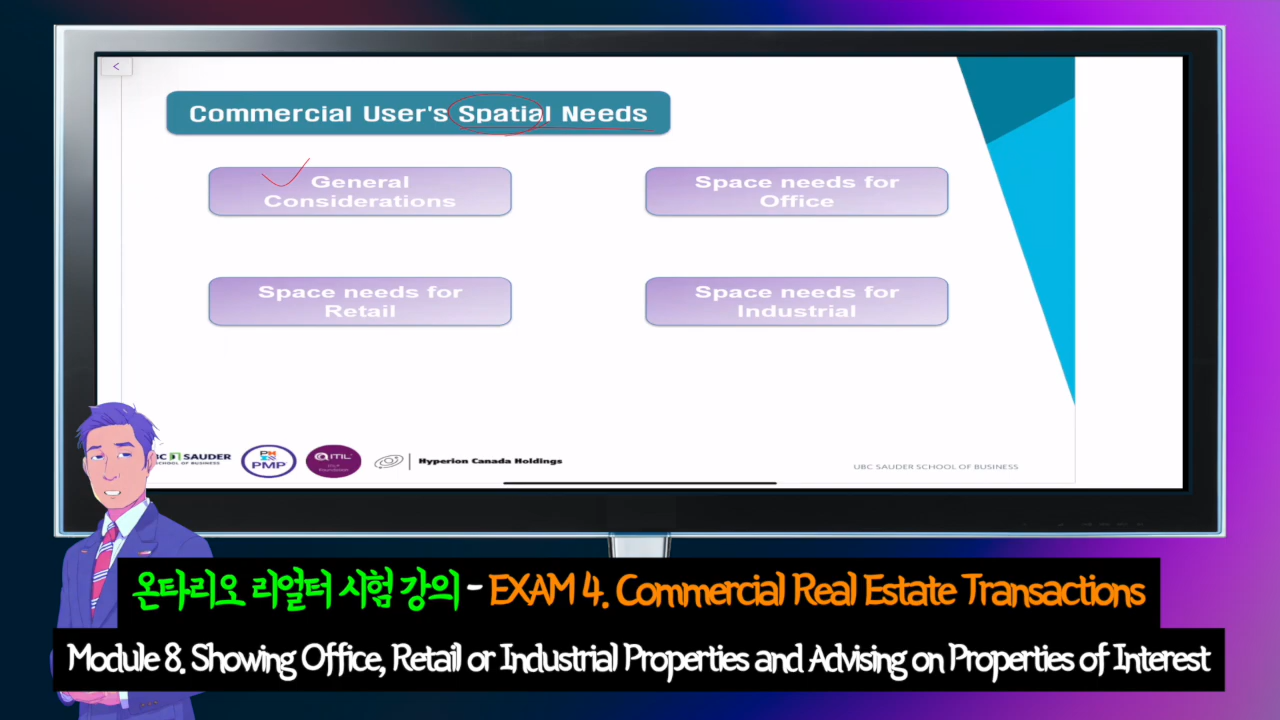 <
Commercial User's Spatial Needs
General
Considerations
Space needs for
Office
Space needs for
Retail
Space needs for
Industrial
SAUDER
SCHOOL OF BUSINESS
PMP
ITIL
Foundation
Hyperion Canada Holdings
UBC SAUDER SCHOOL OF BUSINESS
온타리오 리얼터 시험 강의 - EXAM 4. Commercial Real Estate Transactions
Module 8. Showing Office, Retail or Industrial Properties and Advising on Properties of Interest